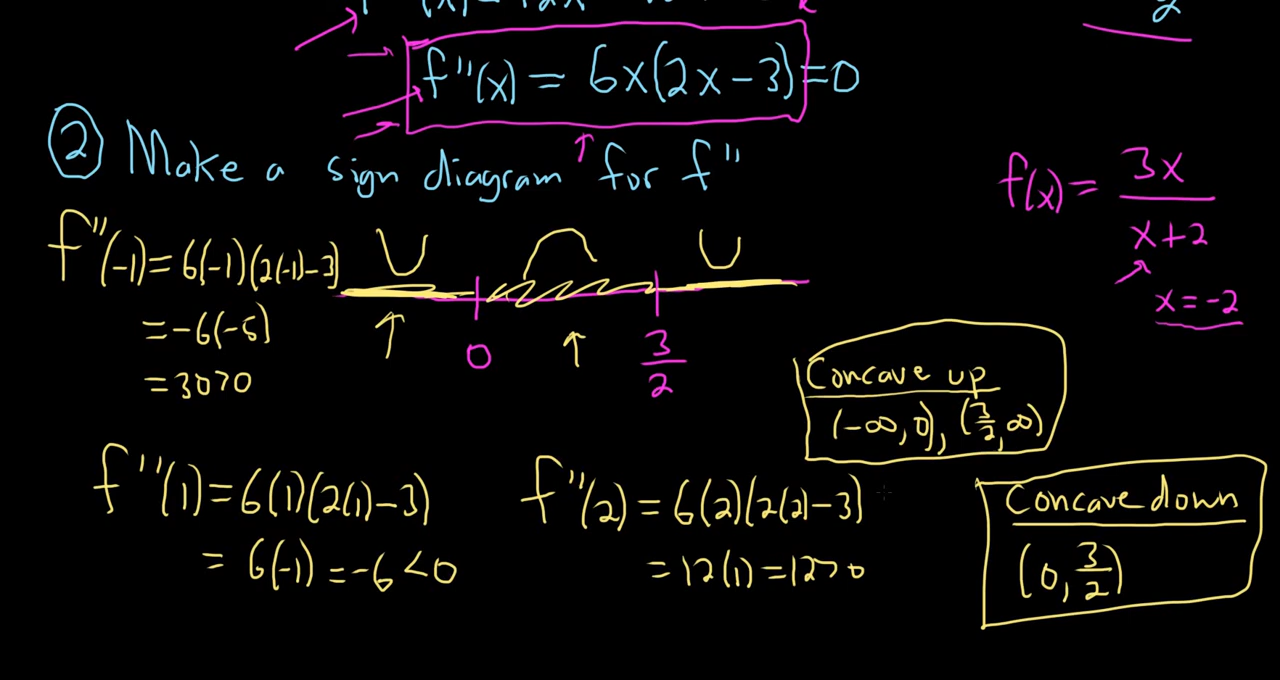 f''(x) = 6x(2x-3)=0
② Make a sign diagram for f''
f(x) = 3x / x+2
x = -2
f''(-1) = 6(-1)(2(-1)-3)
= -6(-5)
= 30>0
0
3/2
Concave up
(-∞,0), (3/2,∞)
f'''(1) = 6(1)(2(1)-3)
= 6(-1) = -6<0
f''(2) = 6(2)(2(2)-3)
= 12(1) = 12>0
Concave down
(0, 3/2)